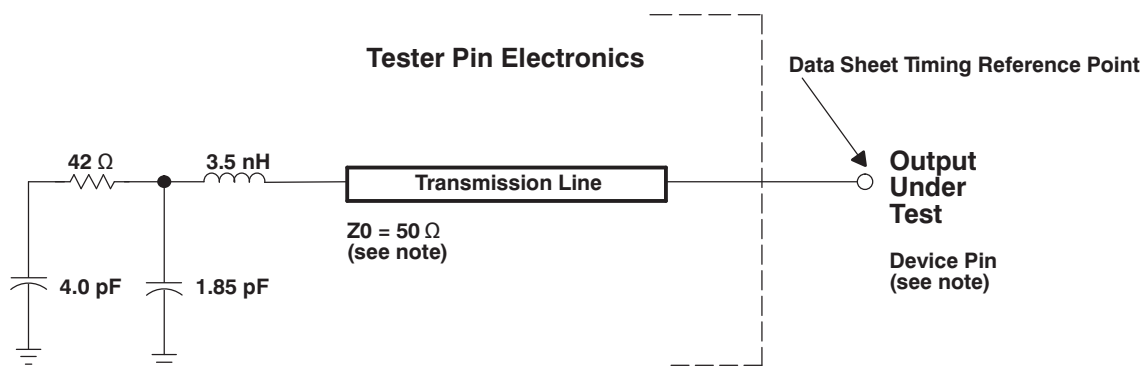 Tester Pin Electronics
Data Sheet Timing Reference Point
42 Ω
3.5 nH
Transmission Line
Output
Under
Test
Z0 = 50 Ω
(see note)
Device Pin
(see note)
4.0 pF
1.85 pF